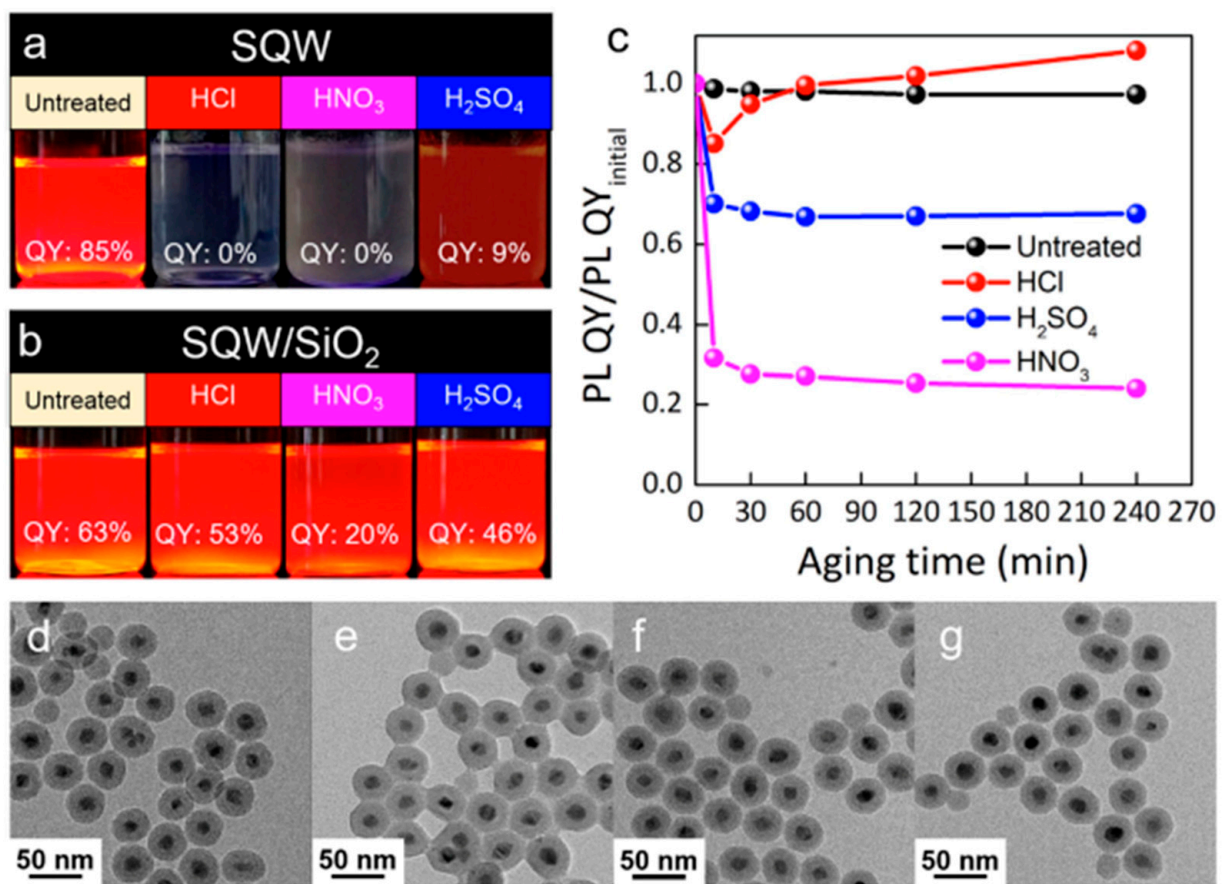 a
SQW
Untreated
HCl
HNO₃
H₂SO₄
QY: 85%
QY: 0%
QY: 0%
QY: 9%
b
SQW/SiO₂
Untreated
HCl
HNO₃
H₂SO₄
QY: 63%
QY: 53%
QY: 20%
QY: 46%
c
PL QY/PL QY initial
1.0
0.8
0.6
0.4
0.2
0.0
0 30 60 90 120 150 180 210 240 270
Aging time (min)
Untreated
HCl
H₂SO₄
HNO₃
d
50 nm
e
50 nm
f
50 nm
g
50 nm